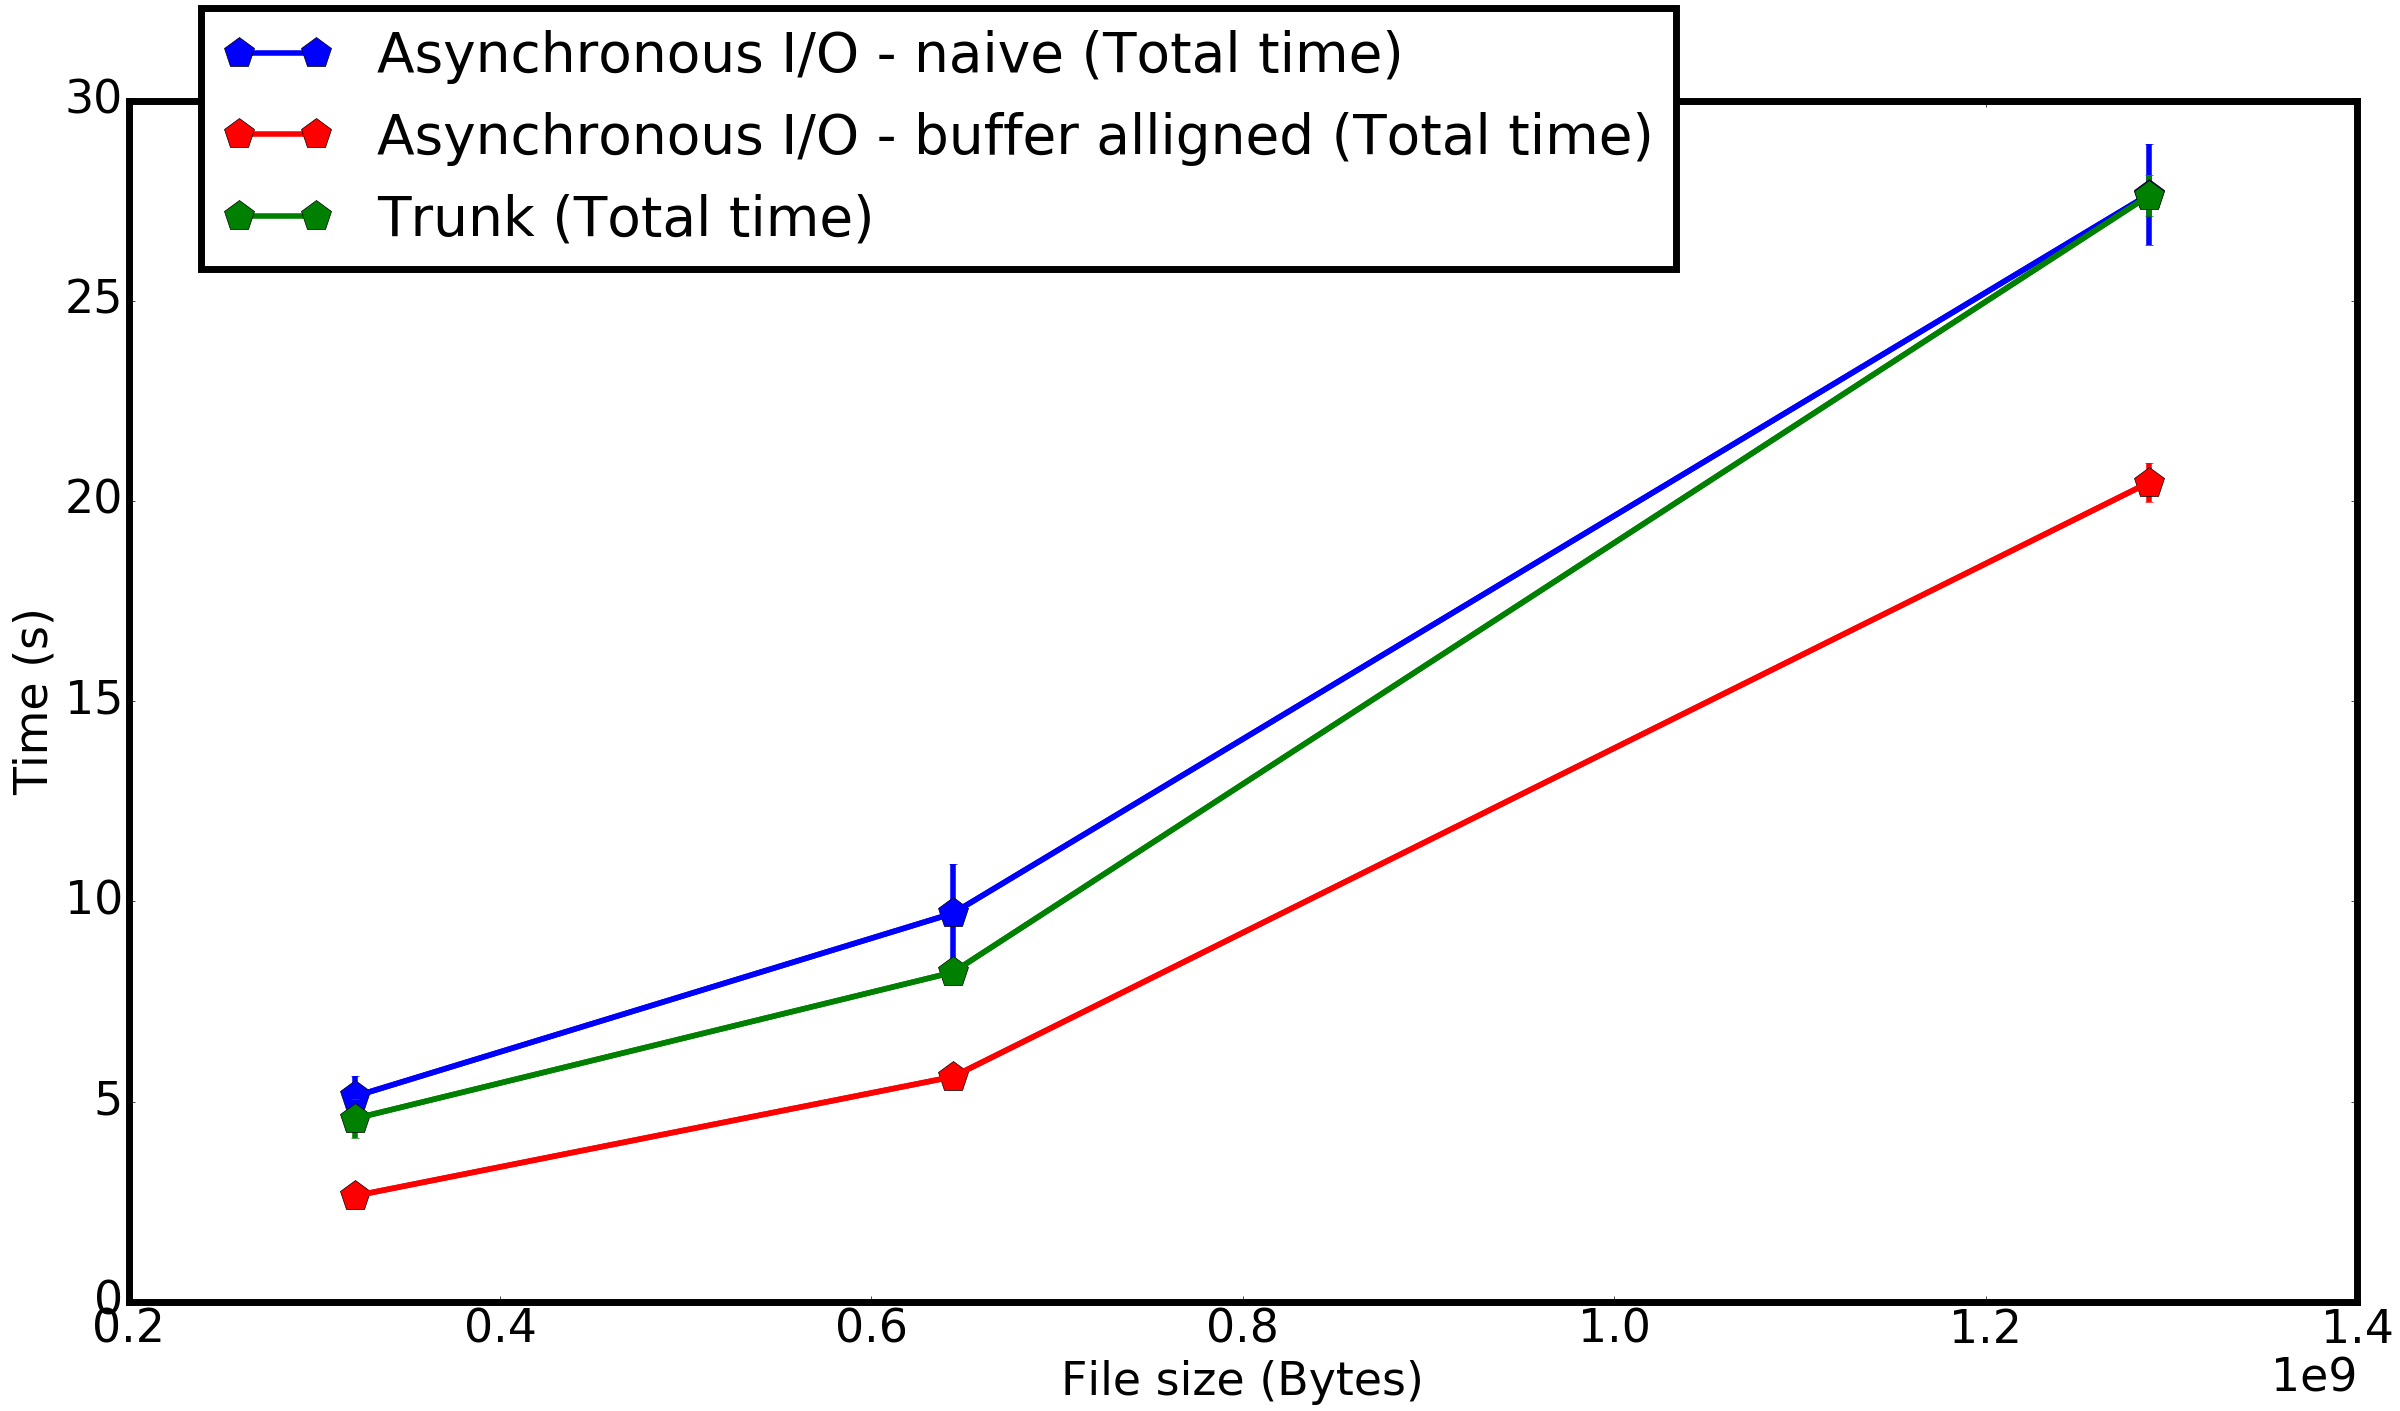 Asynchronous I/O - naive (Total time)
Asynchronous I/O - buffer alligned (Total time)
Trunk (Total time)
30
25
20
15
10
5
0
Time (s)
0.2 0.4 0.6 0.8 1.0 1.2 1.4
1e9
File size (Bytes)